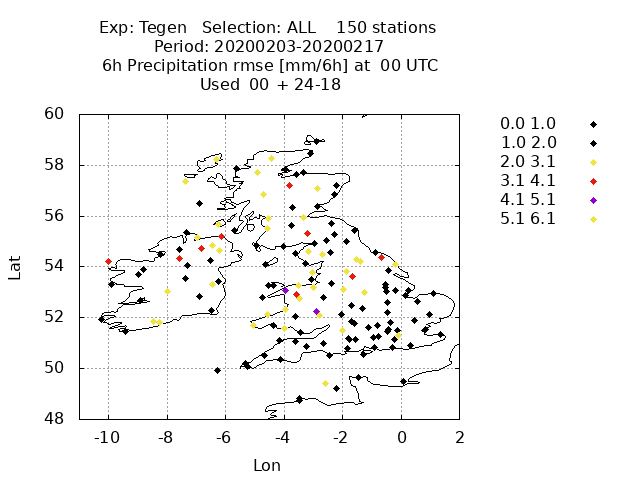 Exp: Tegen   Selection: ALL    150 stations
Period: 20200203-20200217
6h Precipitation rmse [mm/6h] at  00 UTC
Used  00 + 24-18
0.0 1.0
1.0 2.0
2.0 3.1
3.1 4.1
4.1 5.1
5.1 6.1
60
58
56
54
52
50
48
Lat
-10 -8 -6 -4 -2 0 2
Lon